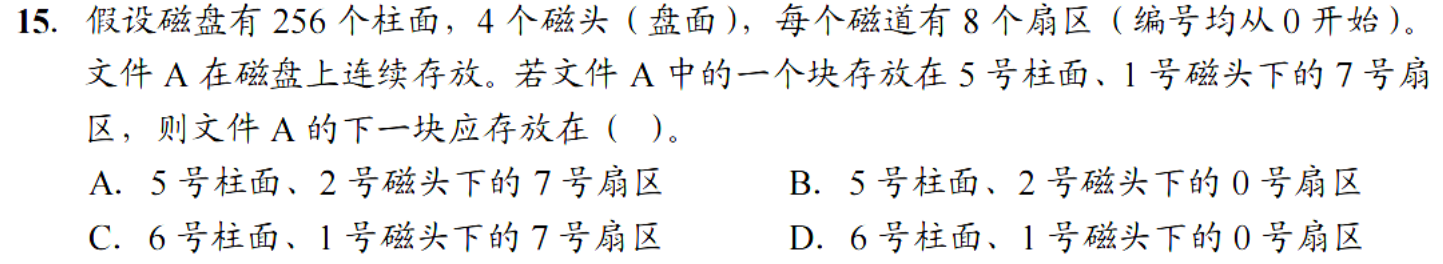 15. 假设磁盘有 256 个柱面，4 个磁头（盘面），每个磁道有 8 个扇区（编号均从 0 开始）。
文件 A 在磁盘上连续存放。若文件 A 中的一个块存放在 5 号柱面、1 号磁头下的 7 号扇
区，则文件 A 的下一块应存放在（ ）。
A. 5 号柱面、2 号磁头下的 7 号扇区 B. 5 号柱面、2 号磁头下的 0 号扇区
C. 6 号柱面、1 号磁头下的 7 号扇区 D. 6 号柱面、1 号磁头下的 0 号扇区